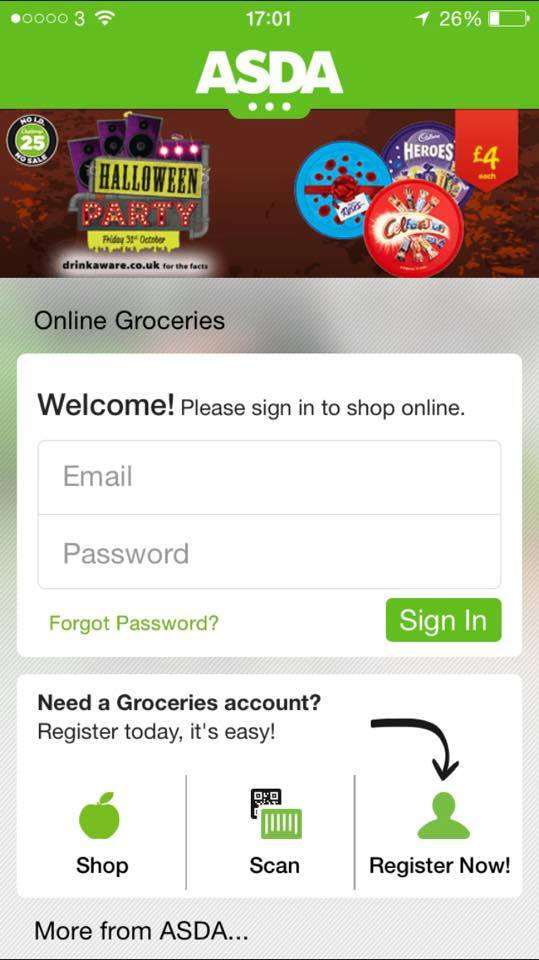 3 17:01 26%
ASDA
NO I.D.
Challenge
25
NO SALE
HALLOWEEN
PARTY
Friday 31st October
drinkaware.co.uk for the facts
Roses
Cadbury
HEROES
Celebrations
£4
each
Online Groceries
Welcome! Please sign in to shop online.
Email
Password
Forgot Password?
Sign In
Need a Groceries account?
Register today, it's easy!
Shop
Scan
Register Now!
More from ASDA...